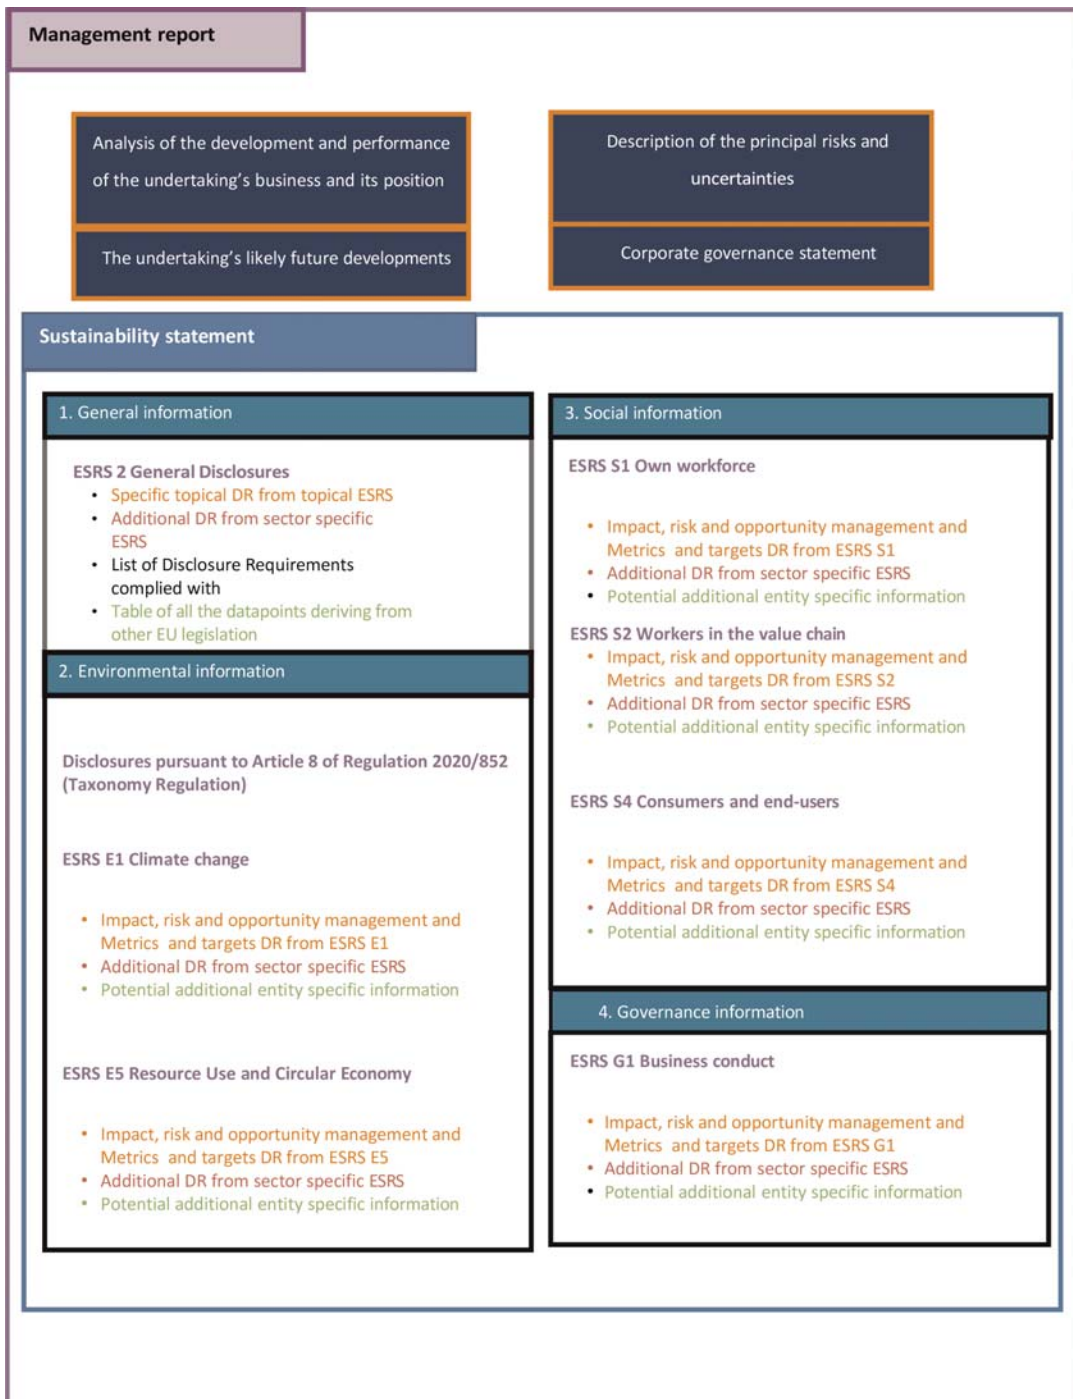 Management report
Analysis of the development and performance
of the undertaking's business and its position
The undertaking's likely future developments
Description of the principal risks and
uncertainties
Corporate governance statement
Sustainability statement
1. General information
ESRS 2 General Disclosures
• Specific topical DR from topical ESRS
• Additional DR from sector specific
ESRS
• List of Disclosure Requirements
complied with
• Table of all the datapoints deriving from
other EU legislation
2. Environmental information
Disclosures pursuant to Article 8 of Regulation 2020/852
(Taxonomy Regulation)
ESRS E1 Climate change
• Impact, risk and opportunity management and
Metrics and targets DR from ESRS E1
• Additional DR from sector specific ESRS
• Potential additional entity specific information
ESRS E5 Resource Use and Circular Economy
• Impact, risk and opportunity management and
Metrics and targets DR from ESRS E5
• Additional DR from sector specific ESRS
• Potential additional entity specific information
3. Social information
ESRS S1 Own workforce
• Impact, risk and opportunity management and
Metrics and targets DR from ESRS S1
• Additional DR from sector specific ESRS
• Potential additional entity specific information
ESRS S2 Workers in the value chain
• Impact, risk and opportunity management and
Metrics and targets DR from ESRS S2
• Additional DR from sector specific ESRS
• Potential additional entity specific information
ESRS S4 Consumers and end-users
• Impact, risk and opportunity management and
Metrics and targets DR from ESRS S4
• Additional DR from sector specific ESRS
• Potential additional entity specific information
4. Governance information
ESRS G1 Business conduct
• Impact, risk and opportunity management and
Metrics and targets DR from ESRS G1
• Additional DR from sector specific ESRS
• Potential additional entity specific information